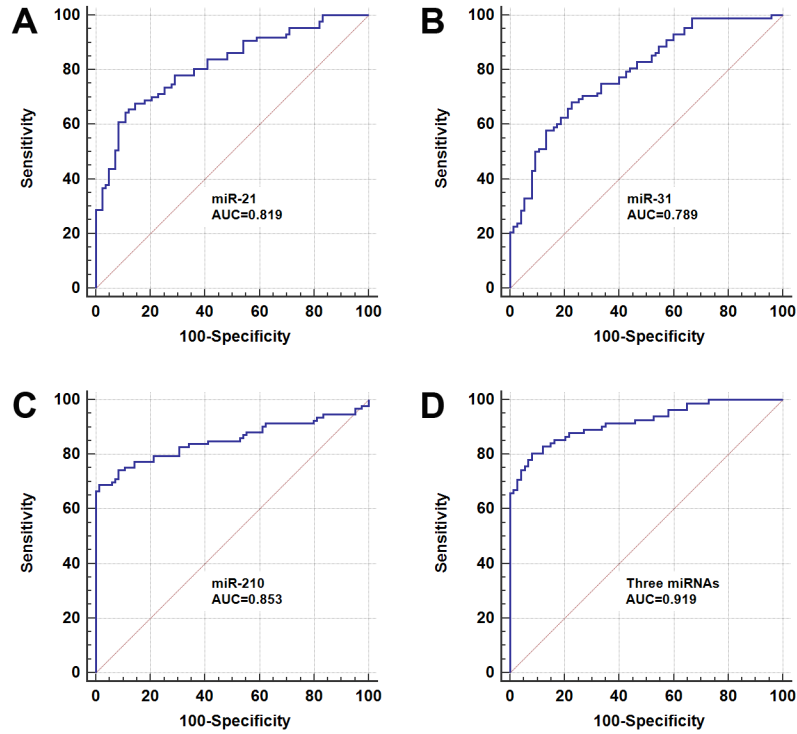 A
100
80
60
40
20
0
Sensitivity
miR-21
AUC=0.819
0 20 40 60 80 100
100-Specificity
B
100
80
60
40
20
0
Sensitivity
miR-31
AUC=0.789
0 20 40 60 80 100
100-Specificity
C
100
80
60
40
20
0
Sensitivity
miR-210
AUC=0.853
0 20 40 60 80 100
100-Specificity
D
100
80
60
40
20
0
Sensitivity
Three miRNAs
AUC=0.919
0 20 40 60 80 100
100-Specificity